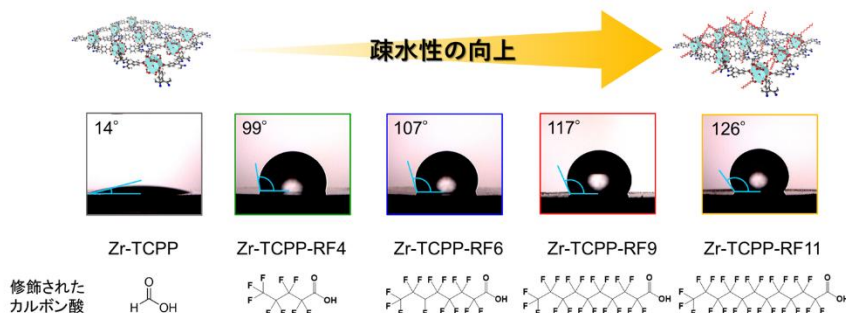 疎水性の向上
14°
99°
107°
117°
126°
Zr-TCPP
Zr-TCPP-RF4
Zr-TCPP-RF6
Zr-TCPP-RF9
Zr-TCPP-RF11
修飾された
カルボン酸